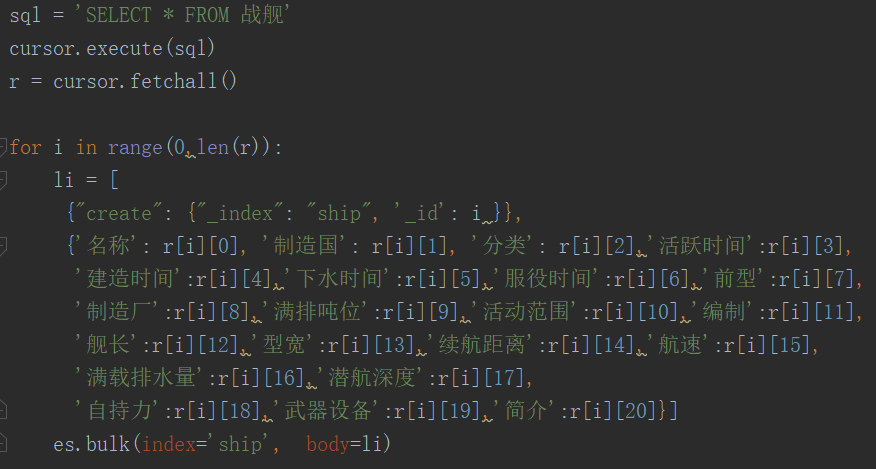 sql = 'SELECT * FROM 战舰'
cursor.execute(sql)
r = cursor.fetchall()
for i in range(0,len(r)):
li = [
{"create": {"_index": "ship", '_id': i }},
{'名称': r[i][0], '制造国': r[i][1], '分类': r[i][2],'活跃时间':r[i][3],
'建造时间':r[i][4],'下水时间':r[i][5],'服役时间':r[i][6],'前型':r[i][7],
'制造厂':r[i][8],'满排吨位':r[i][9],'活动范围':r[i][10],'编制':r[i][11],
'舰长':r[i][12],'型宽':r[i][13],'续航距离':r[i][14],'航速':r[i][15],
'满载排水量':r[i][16],'潜航深度':r[i][17],
'自持力':r[i][18],'武器设备':r[i][19],'简介':r[i][20]}]
es.bulk(index='ship', body=li)